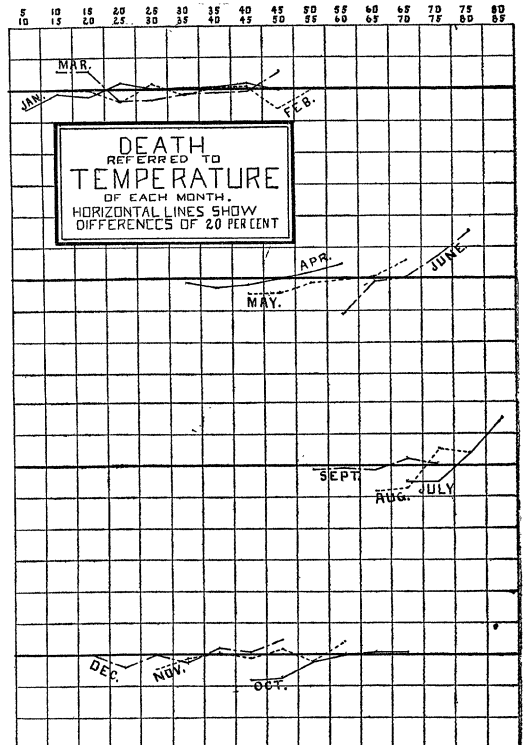 5 10 15 20 25 30 35 40 45 50 55 60 65 70 75 80
10 15 20 25 30 35 40 45 50 55 60 65 70 75 80 85
MAR.
JAN.
FEB.
DEATH
REFERRED TO
TEMPERATURE
OF EACH MONTH.
HORIZONTAL LINES SHOW
DIFFERENCES OF 20 PER CENT
APR.
JUNE
MAY.
SEPT.
AUG. JULY
DEC.
NOV.
OCT.